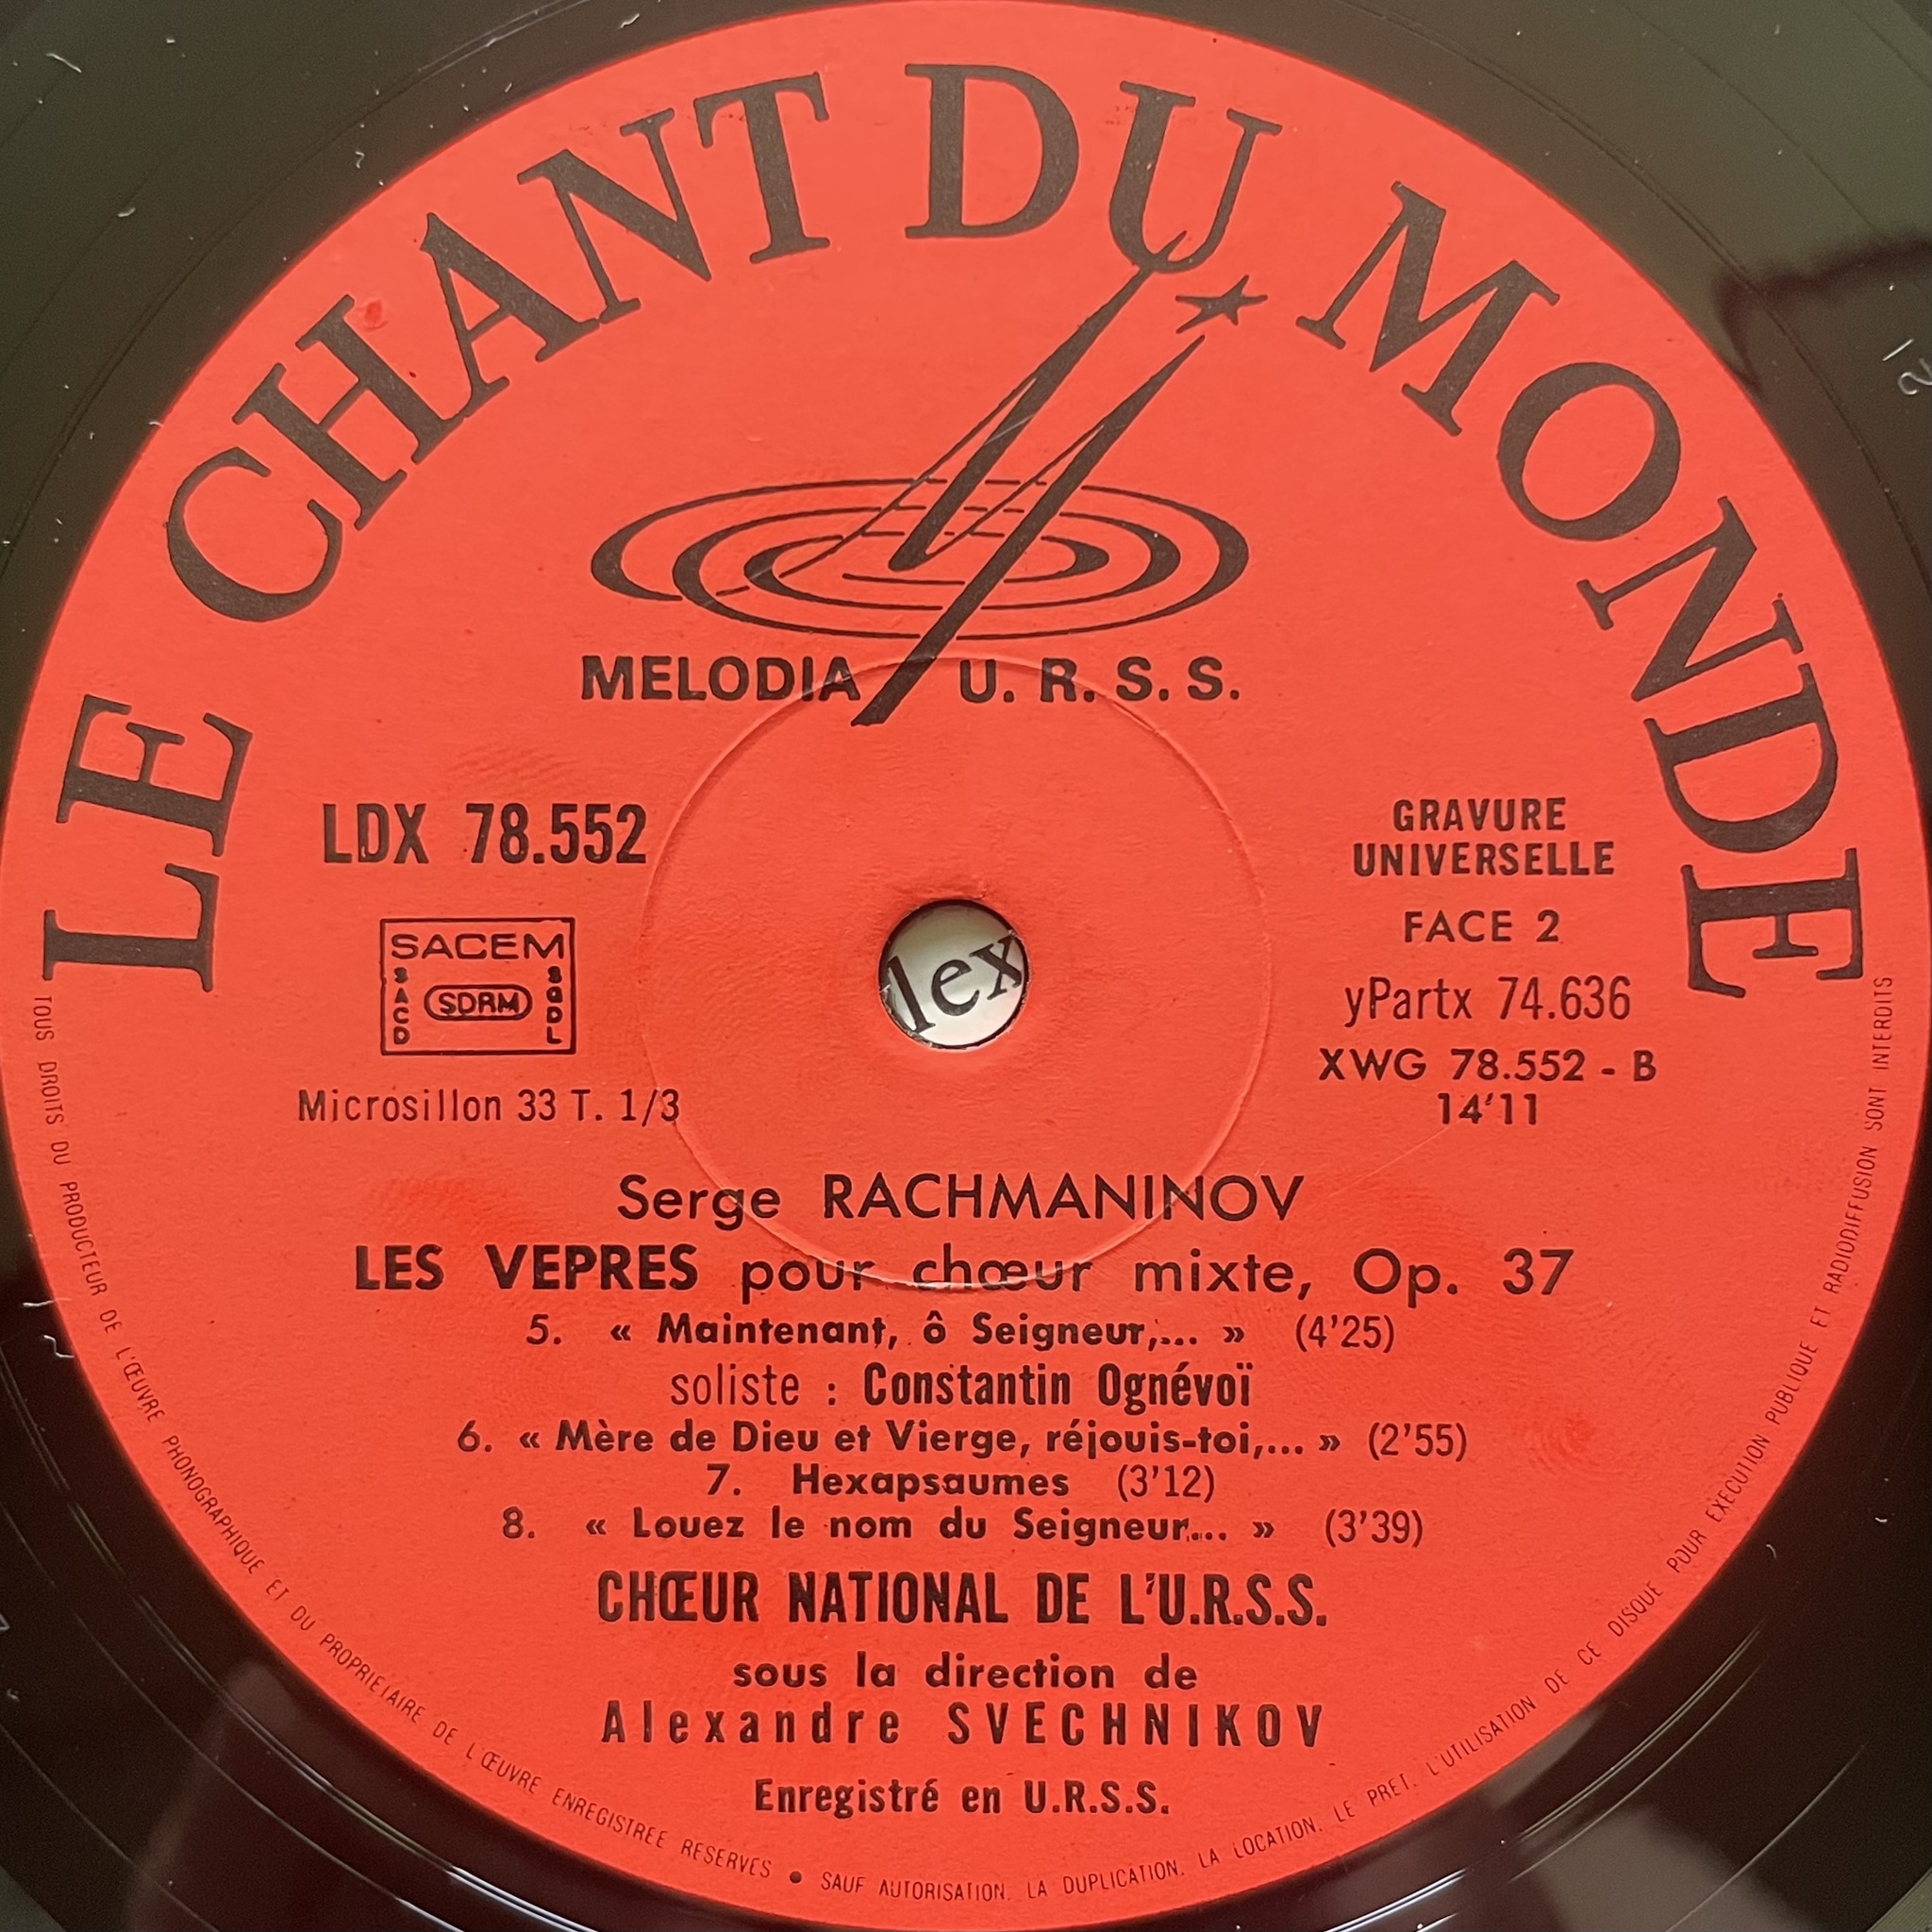 LE CHANT DU MONDE
MELODIA U. R. S. S.
LDX 78.552
GRAVURE
UNIVERSELLE
FACE 2
SACEM
SACD
SDRM
SGDL
yPartx 74.636
XWG 78.552 - B
14'11
Microsillon 33 T. 1/3
lex
Serge RACHMANINOV
LES VEPRES pour chœur mixte, Op. 37
5. « Maintenant, ô Seigneur,... » (4'25)
soliste : Constantin Ognévoï
6. « Mère de Dieu et Vierge, réjouis-toi,... » (2'55)
7. Hexapsaumes (3'12)
8. « Louez le nom du Seigneur... » (3'39)
CHŒUR NATIONAL DE L'U.R.S.S.
sous la direction de
Alexandre SVECHNIKOV
Enregistré en U.R.S.S.
TOUS DROITS DU PRODUCTEUR DE L'ŒUVRE PHONOGRAPHIQUE ET DU PROPRIETAIRE DE L'ŒUVRE ENREGISTREE RESERVES • SAUF AUTORISATION, LA DUPLICATION, LA LOCATION, LE PRET, L'UTILISATION DE CE DISQUE POUR EXECUTION PUBLIQUE ET RADIODIFFUSION SONT INTERDITS